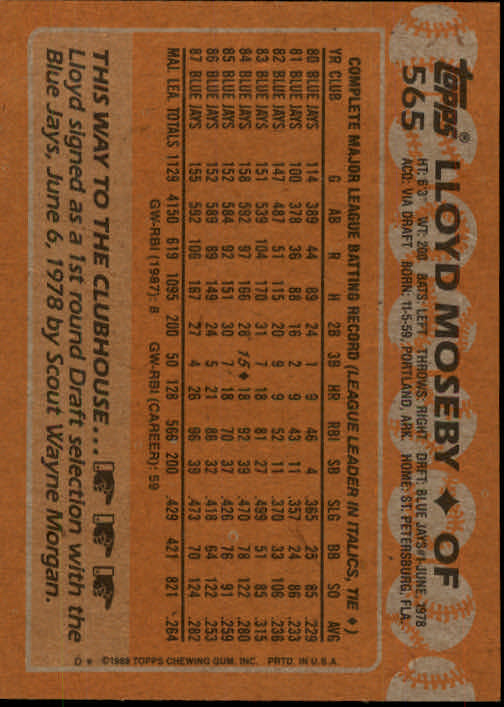 topps® LLOYD MOSEBY ♦ OF
565 HT: 6'3" WT: 200 BATS: LEFT THROWS: RIGHT DRAFT: BLUE JAYS #1-JUNE, 1978
ACQ: VIA DRAFT BORN: 11-5-59, PORTLAND, ARK. HOME: ST. PETERSBURG, FLA.
COMPLETE MAJOR LEAGUE BATTING RECORD (LEAGUE LEADER IN ITALICS, TIE ♦)
YR CLUB G AB R H 2B 3B HR RBI SB SLG BB SO AVG
80 BLUE JAYS 114 389 44 89 24 1 9 46 4 .365 25 85 .229
81 BLUE JAYS 100 378 36 88 16 2 9 43 11 .357 24 86 .233
82 BLUE JAYS 147 487 51 115 20 9 9 52 11 .370 33 106 .236
83 BLUE JAYS 151 539 104 170 31 7 18 81 27 .499 51 85 .315
84 BLUE JAYS 158 592 97 166 28 15♦ 18 92 39 .470 78 122 .280
85 BLUE JAYS 152 584 92 151 30 7 18 70 37 .426 76 91 .259
86 BLUE JAYS 152 589 89 149 24 5 21 86 32 .418 64 122 .253
87 BLUE JAYS 155 592 106 167 27 4 26 96 39 .473 70 124 .282
MAJ. LEA. TOTALS 1129 4150 619 1095 200 50 128 566 200 .429 421 821 .264
GW-RBI (1987): 8 GW-RBI (CAREER): 59
THIS WAY TO THE CLUBHOUSE...
Lloyd signed as a 1st round Draft selection with the
Blue Jays, June 6, 1978 by Scout Wayne Morgan.
D* ©1988 TOPPS CHEWING GUM, INC. PRTD. IN U.S.A.